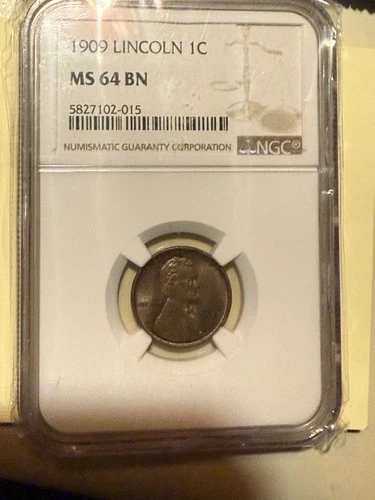 1909 LINCOLN 1C
MS 64 BN
5827102-015
NUMISMATIC GUARANTY CORPORATION
NGC®